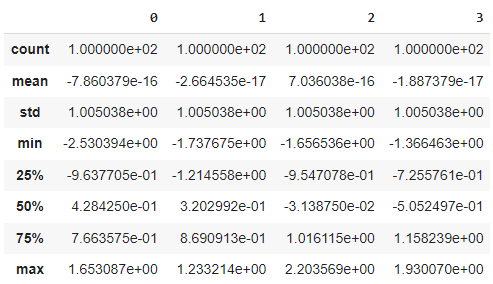 0 1 2 3
count 1.000000e+02 1.000000e+02 1.000000e+02 1.000000e+02
mean -7.860379e-16 -2.664535e-17 7.036038e-16 -1.887379e-17
std 1.005038e+00 1.005038e+00 1.005038e+00 1.005038e+00
min -2.530394e+00 -1.737675e+00 -1.656536e+00 -1.366463e+00
25% -9.637705e-01 -1.214558e+00 -9.547078e-01 -7.255761e-01
50% 4.284250e-01 3.202992e-01 -3.138750e-02 -5.052497e-01
75% 7.663575e-01 8.690913e-01 1.016115e+00 1.158239e+00
max 1.653087e+00 1.233214e+00 2.203569e+00 1.930070e+00